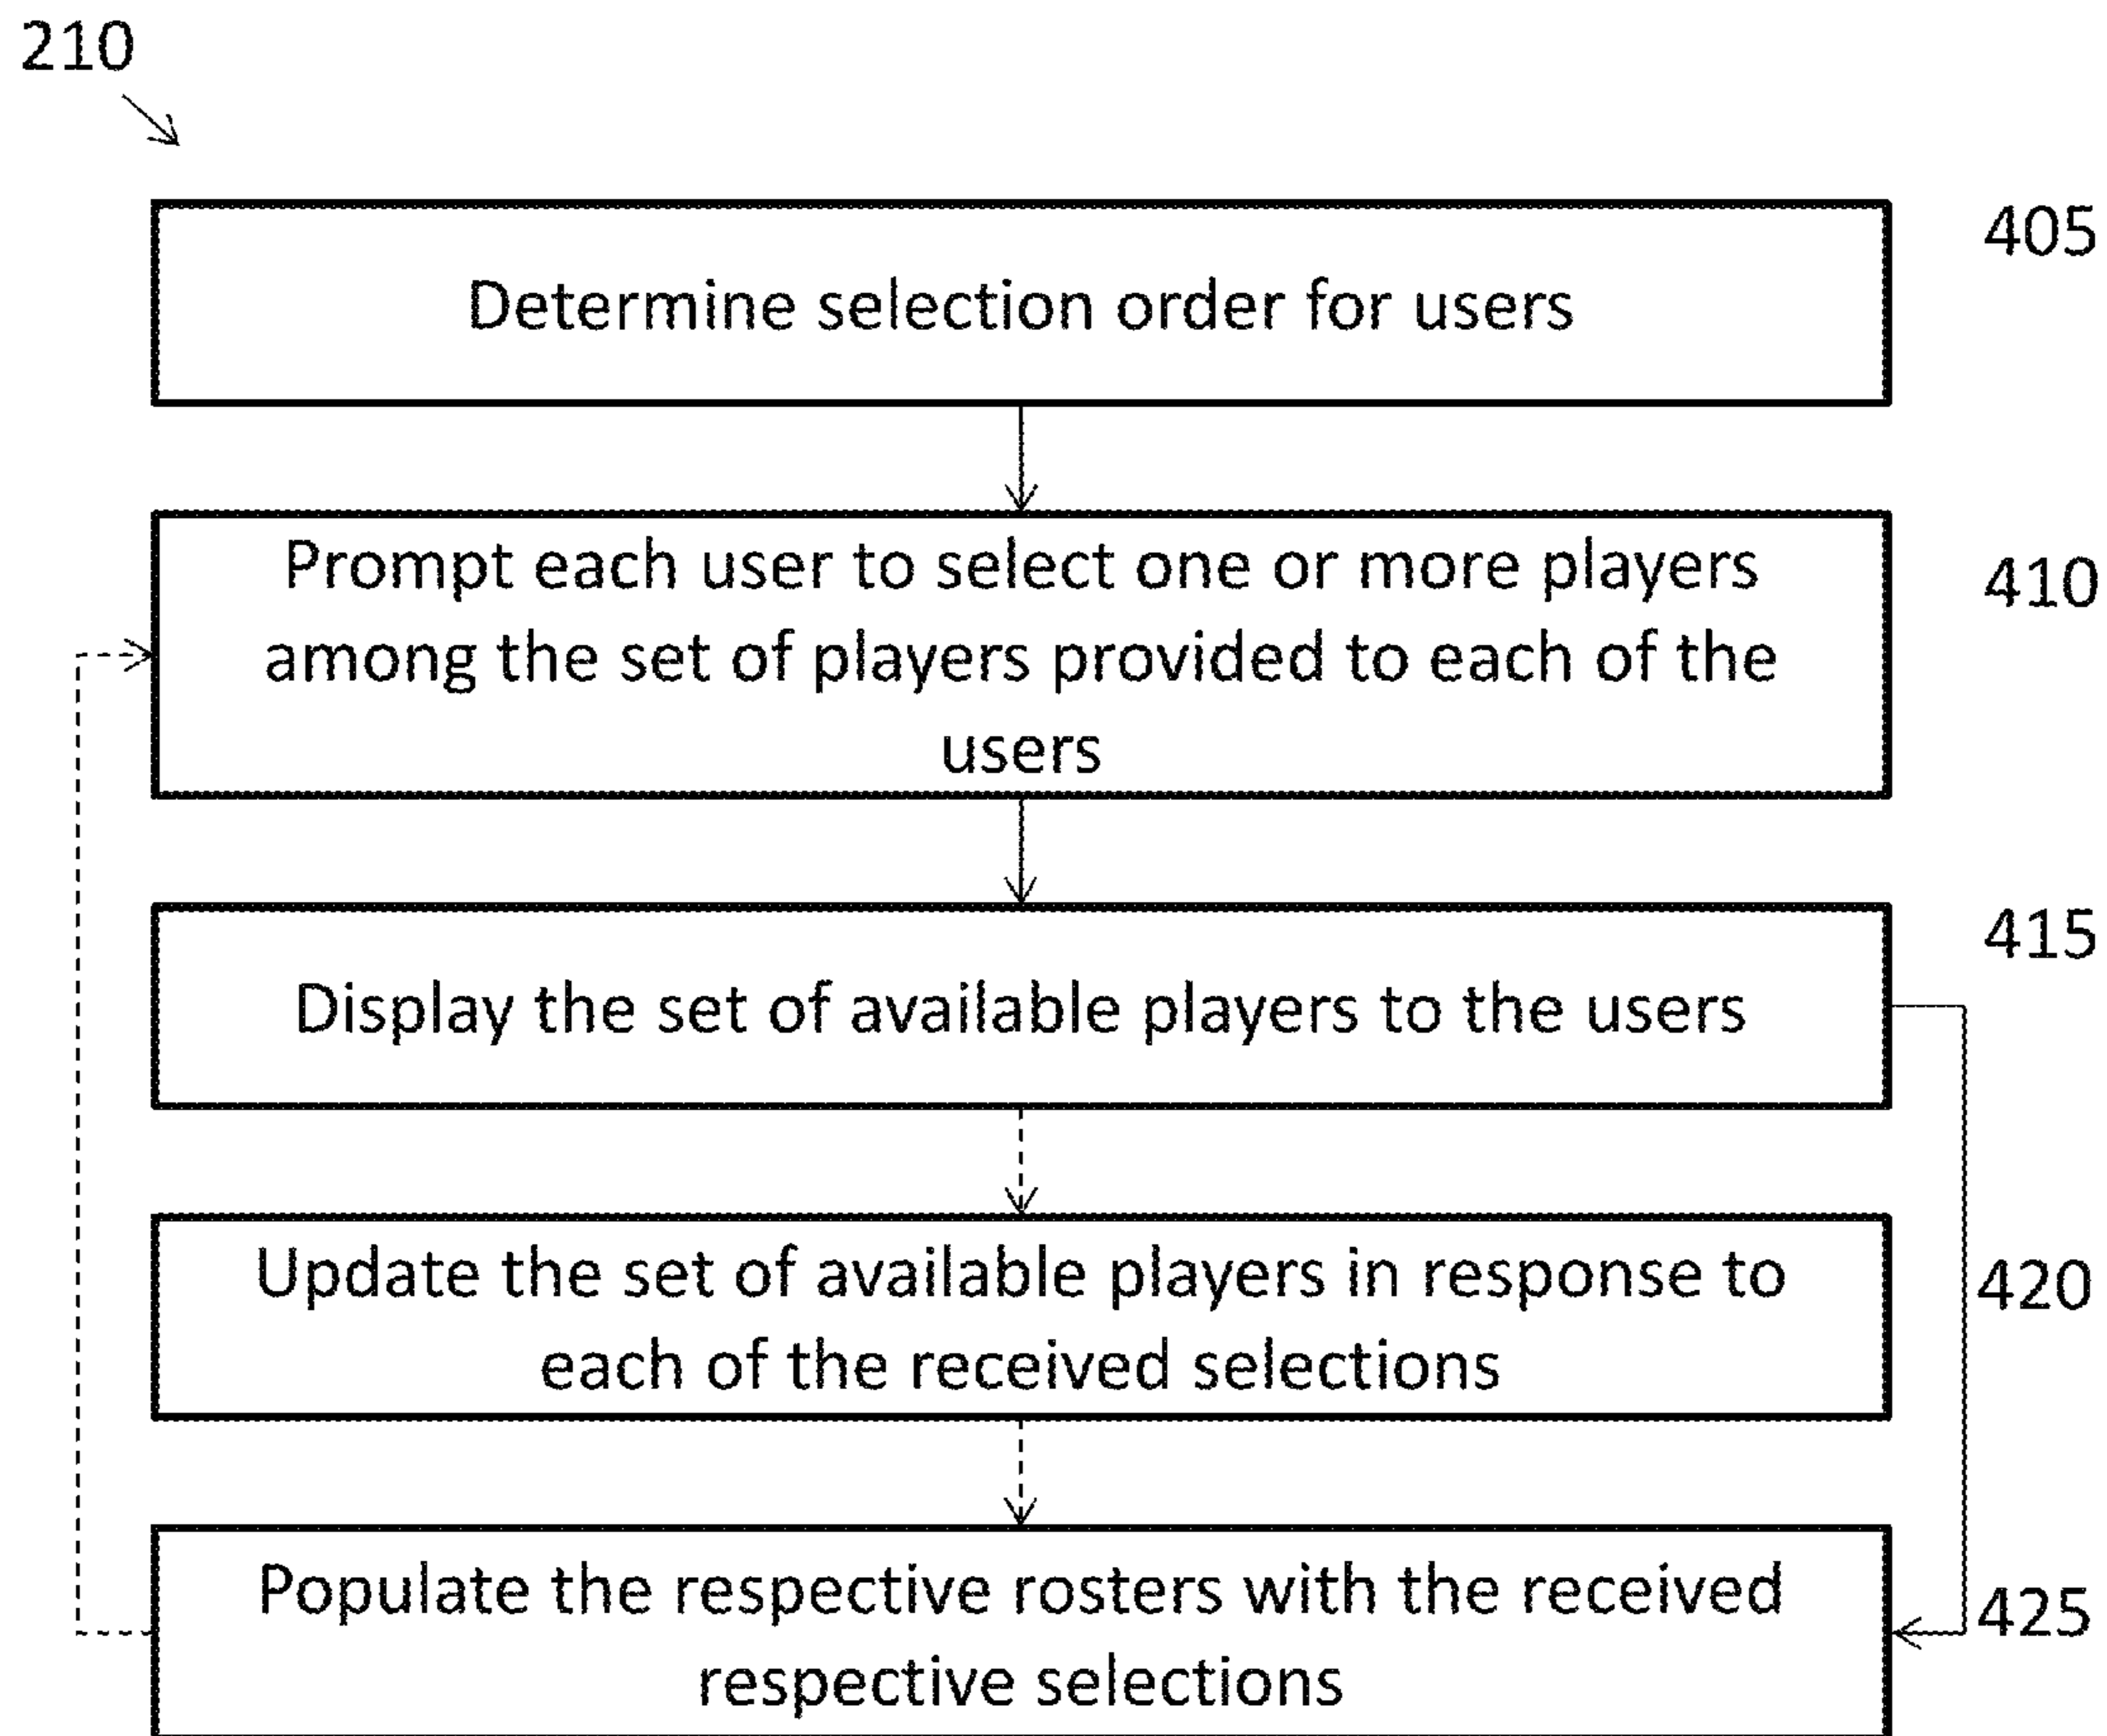 210
405
Determine selection order for users
Prompt each user to select one or more players
410
among the set of players provided to each of the
users
415
Display the set of available players to the users
Update the set of available players in response to
420
each of the received selections
Populate the respective rosters with the received
425
respective selections